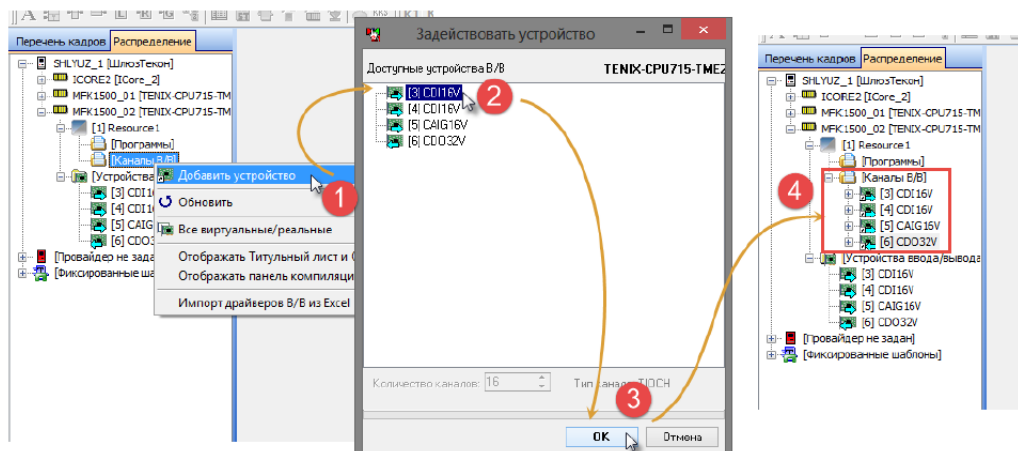 Перечень кадров Распределение
SHLYUZ_1 [ШлюзТекон]
ICORE2 [ICore_2]
MFK1500_01 [TENIX-CPU715-TM
MFK1500_02 [TENIX-CPU715-TM
[1] Resource1
[Программы]
[Каналы В/В]
[Устройства
[3] CDI1
[4] CDI1
[5] CAIG
[6] CDO3
[Провайдер не зада
[Фиксированные ша
Добавить устройство
1
Обновить
Все виртуальные/реальные
Отображать Титульный лист и
Отображать панель компиляци
Импорт драйверов В/В из Excel
Задействовать устройство
Доступные устройства В/В TENIX-CPU715-TME2
[3] CDI16V
2
[4] CDI16V
[5] CAIG16V
[6] CDO32V
Количество каналов: 16 Тип канала: TIOCH
3
OK Отмена
Перечень кадров Распределение
SHLYUZ_1 [ШлюзТекон]
ICORE2 [ICore_2]
MFK1500_01 [TENIX-CPU715-TM
MFK1500_02 [TENIX-CPU715-TM
[1] Resource1
[Программы]
4
[Каналы В/В]
[3] CDI16V
[4] CDI16V
[5] CAIG16V
[6] CDO32V
[Устройства ввода/вывода
[3] CDI16V
[4] CDI16V
[5] CAIG16V
[6] CDO32V
[Провайдер не задан]
[Фиксированные шаблоны]